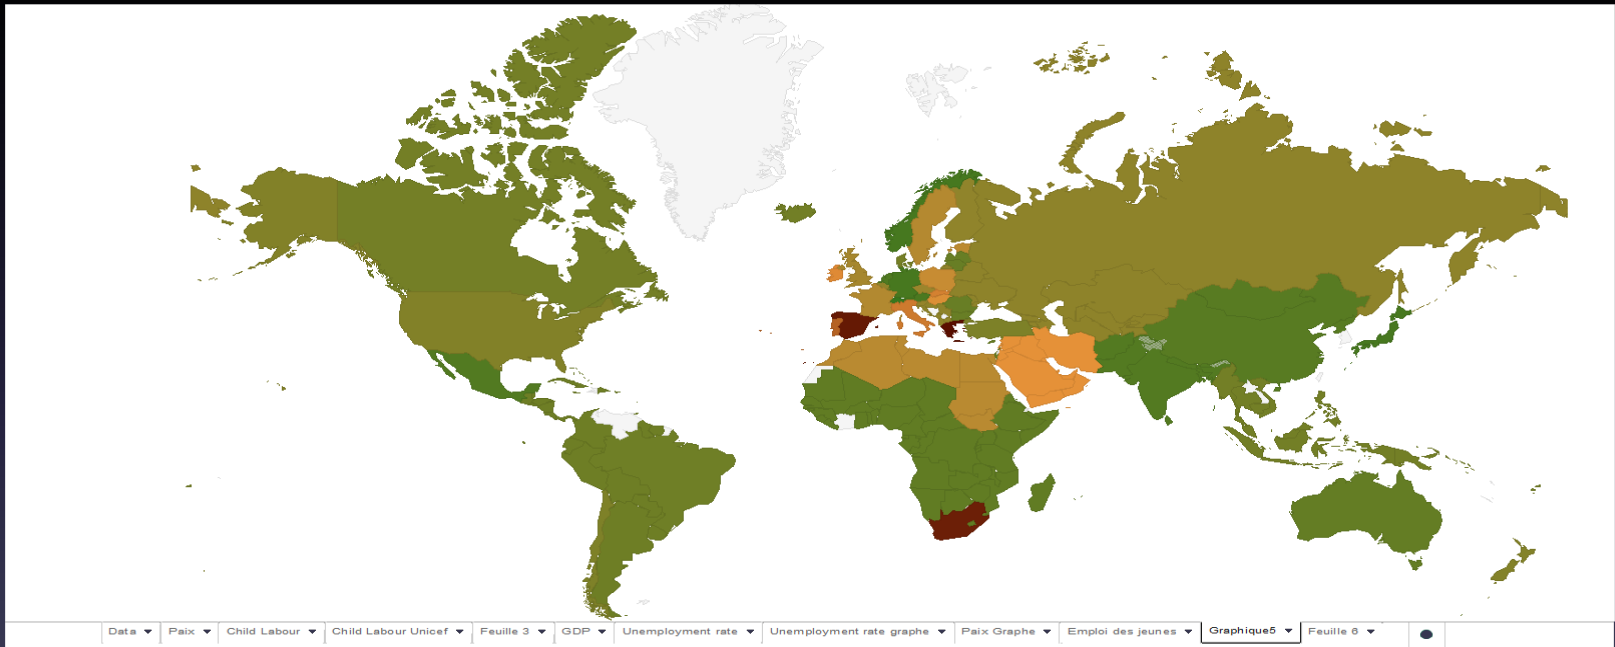 Data Paix Child Labour Child Labour Unicef Feuille 3 GDP Unemployment rate Unemployment rate graphe Paix Graphe Emploi des jeunes Graphique5 Feuille 6